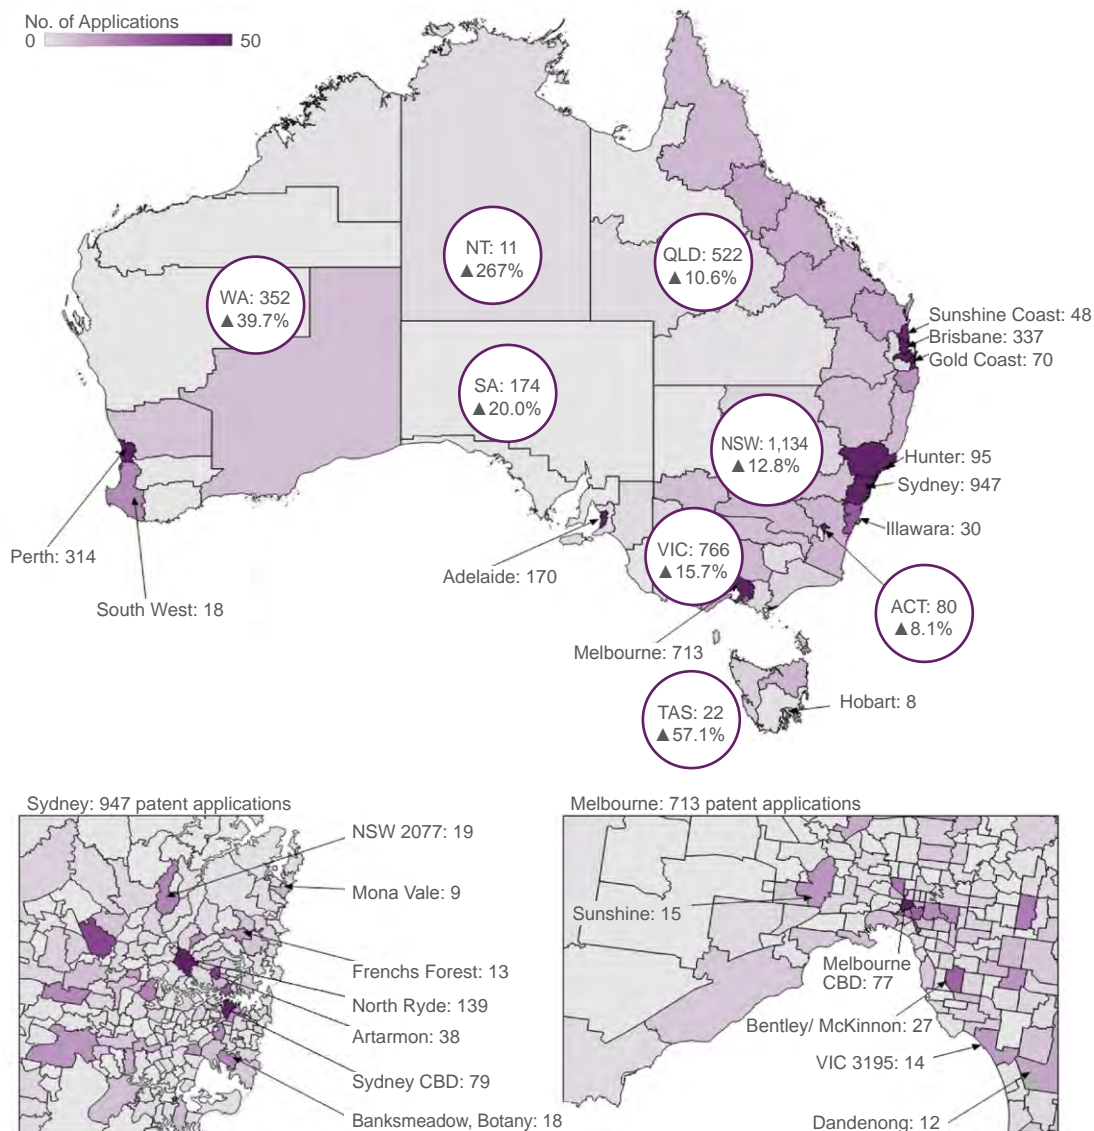 No. of Applications
0 50
NT: 11
▲267%
QLD: 522
▲10.6%
WA: 352
▲39.7%
Sunshine Coast: 48
Brisbane: 337
Gold Coast: 70
SA: 174
▲20.0%
NSW: 1,134
▲12.8%
Hunter: 95
Sydney: 947
Illawara: 30
Perth: 314
VIC: 766
▲15.7%
Adelaide: 170
South West: 18
ACT: 80
▲8.1%
Melbourne: 713
Hobart: 8
TAS: 22
▲57.1%
Sydney: 947 patent applications
NSW 2077: 19
Mona Vale: 9
Frenchs Forest: 13
North Ryde: 139
Artarmon: 38
Sydney CBD: 79
Banksmeadow, Botany: 18
Melbourne: 713 patent applications
Sunshine: 15
Melbourne
CBD: 77
Bentley/ McKinnon: 27
VIC 3195: 14
Dandenong: 12